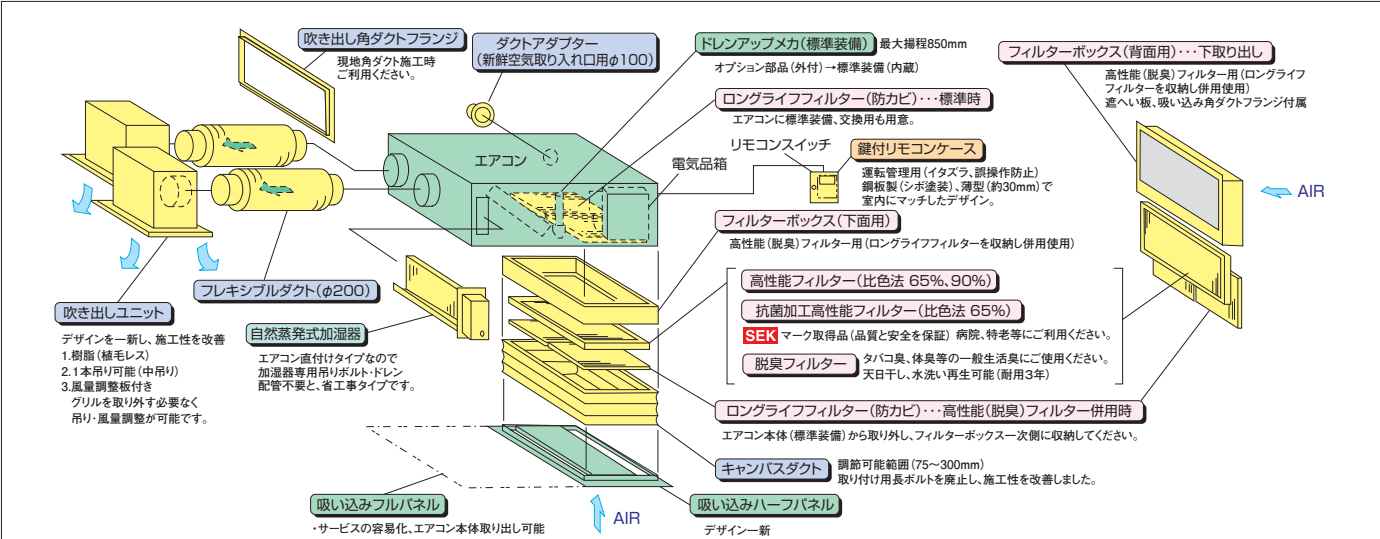 吹き出し角ダクトフランジ
現地角ダクト施工時
ご利用ください。
ダクトアダプター
(新鮮空気取り入れ口用φ100)
ドレンアップメカ(標準装備) 最大揚程850mm
オプション部品(外付)→標準装備(内蔵)
ロングライフフィルター(防カビ)･･･標準時
エアコンに標準装備、交換用も用意。
フィルターボックス(背面用)･･･下取り出し
高性能(脱臭)フィルター用(ロングライフ
フィルターを収納し併用使用)
遮へい板、吸い込み角ダクトフランジ付属
エアコン
電気品箱
リモコンスイッチ
鍵付リモコンケース
運転管理用(イタズラ、誤操作防止)
鋼板製(シボ塗装)、薄型(約30mm)で
室内にマッチしたデザイン。
AIR
フィルターボックス(下面用)
高性能(脱臭)フィルター用(ロングライフフィルターを収納し併用使用)
高性能フィルター(比色法 65%、90%)
抗菌加工高性能フィルター(比色法 65%)
SEK マーク取得品(品質と安全を保証) 病院、特老等にご利用ください。
脱臭フィルター タバコ臭、体臭等の一般生活臭にご使用ください。
天日干し、水洗い再生可能(耐用3年)
ロングライフフィルター(防カビ)･･･高性能(脱臭)フィルター併用時
エアコン本体(標準装備)から取り外し、フィルターボックス一次側に収納してください。
フレキシブルダクト(φ200)
吹き出しユニット
デザインを一新し、施工性を改善
1.樹脂(植毛レス)
2.1本吊り可能(中吊り)
3.風量調整板付き
グリルを取り外す必要なく
吊り･風量調整が可能です。
自然蒸発式加湿器
エアコン直付けタイプなので
加湿器専用吊りボルト･ドレン
配管不要と、省工事タイプです。
キャンバスダクト 調節可能範囲(75〜300mm)
取り付け用長ボルトを廃止し、施工性を改善しました。
吸い込みフルパネル
･サービスの容易化、エアコン本体取り出し可能
AIR
吸い込みハーフパネル
デザイン一新